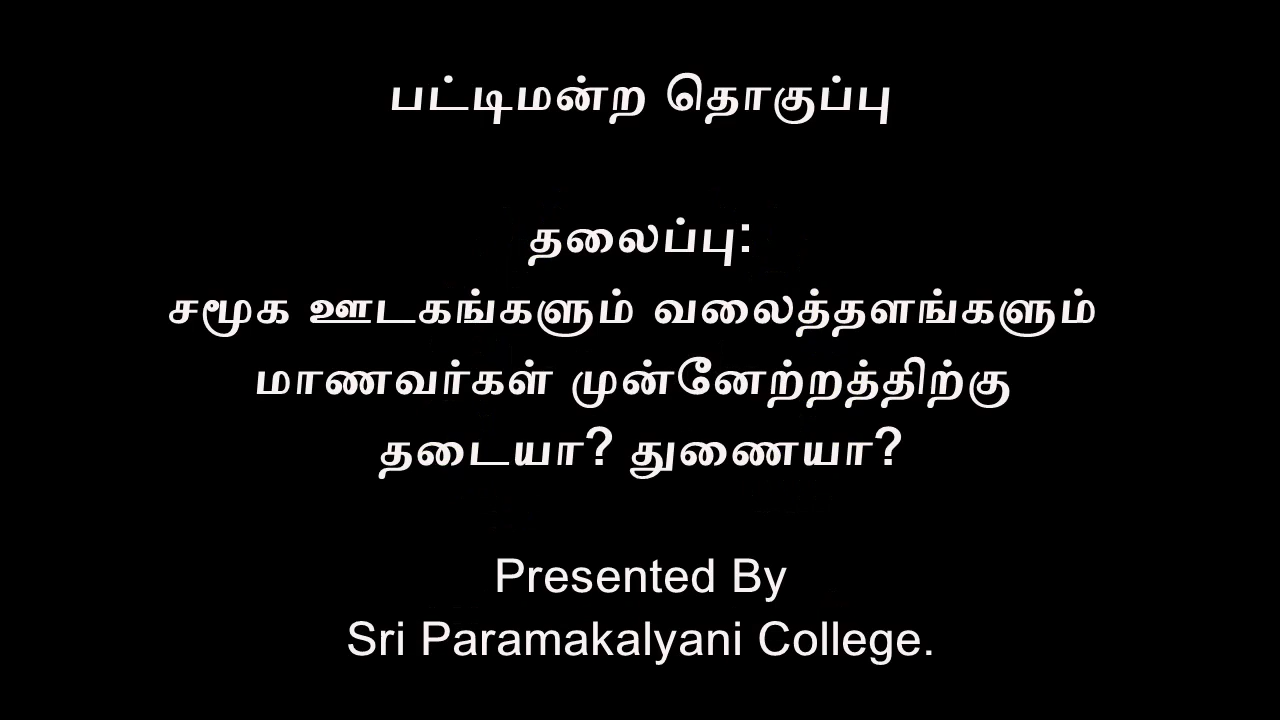 பட்டிமன்ற தொகுப்பு
தலைப்பு:
சமூக ஊடகங்களும் வலைத்தளங்களும்
மாணவர்கள் முன்னேற்றத்திற்கு
தடையா? துணையா?
Presented By
Sri Paramakalyani College.